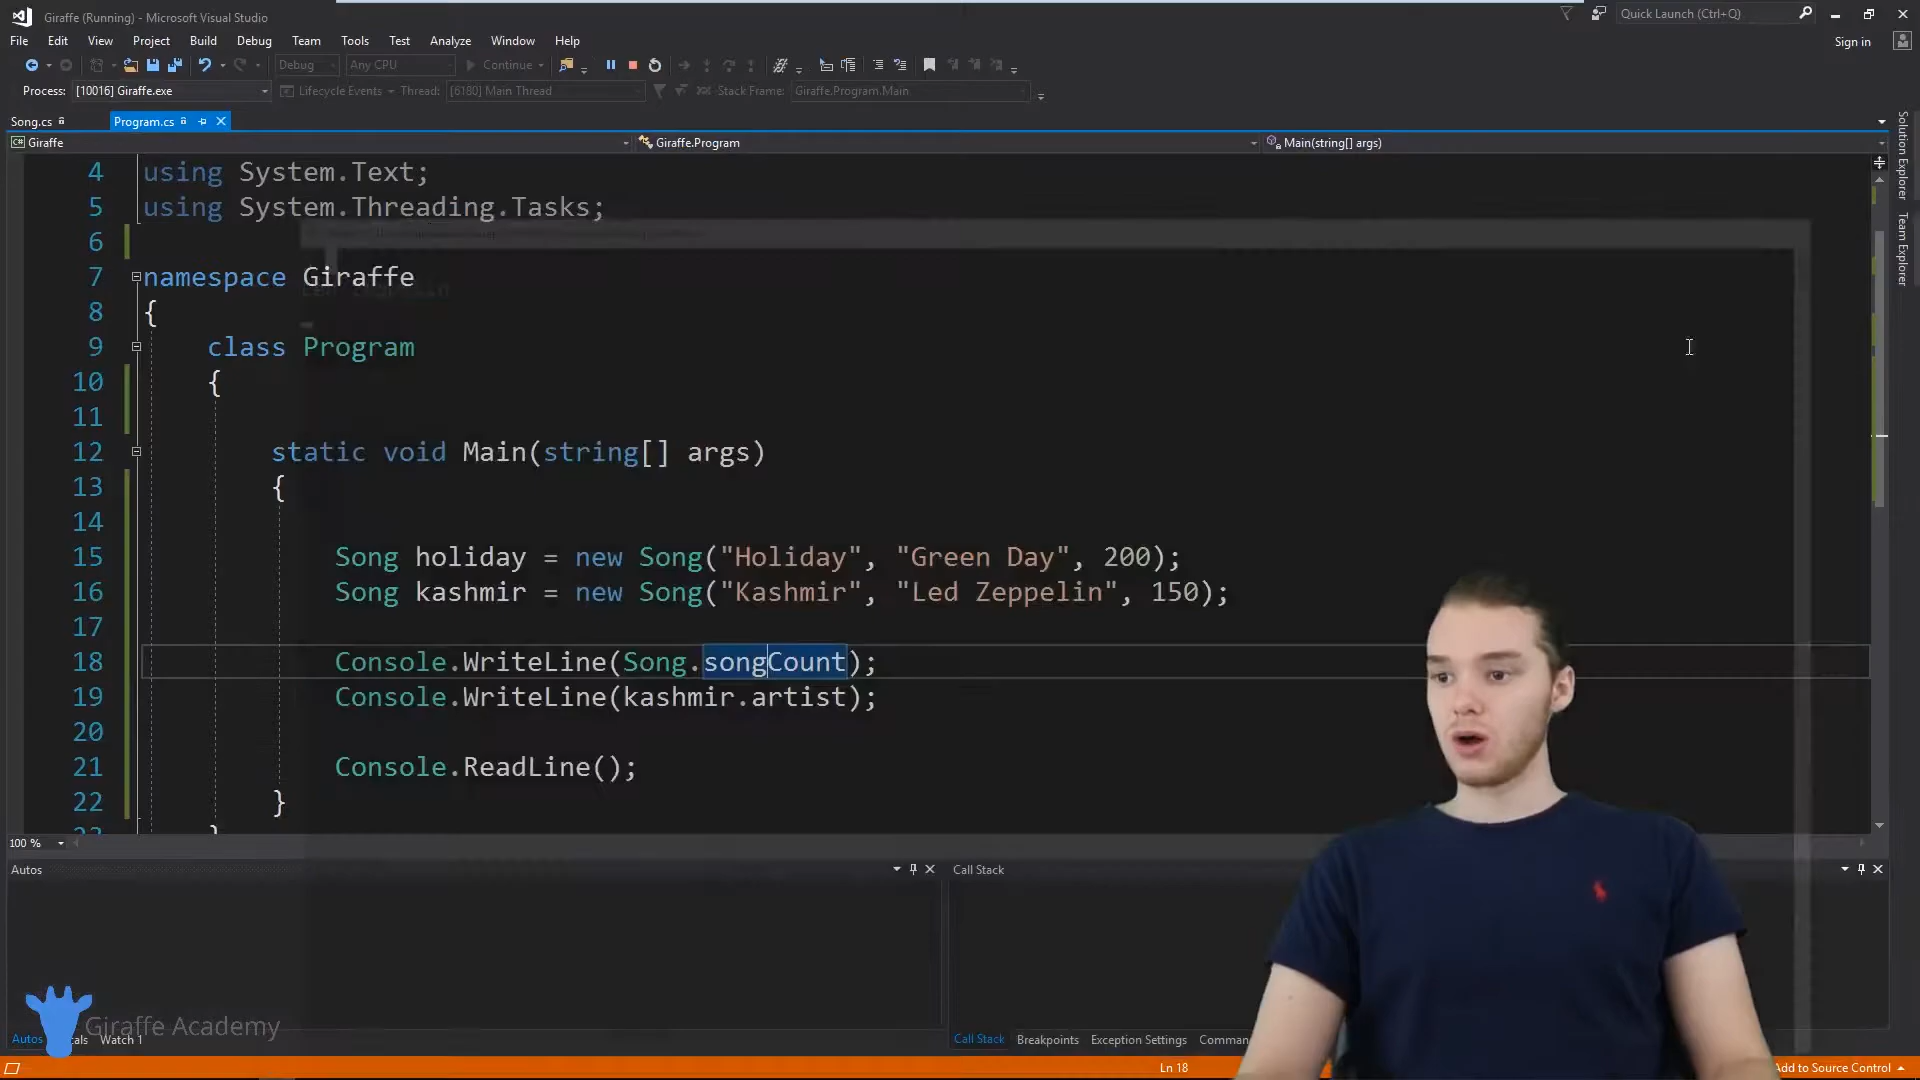 Giraffe (Running) - Microsoft Visual Studio
Quick Launch (Ctrl+Q)
File Edit View Project Build Debug Team Tools Test Analyze Window Help
Sign in
Debug Any CPU Continue
Process: [10016] Giraffe.exe Lifecycle Events Thread: [6180] Main Thread Stack Frame: Giraffe.Program.Main
Song.cs Program.cs
Giraffe Giraffe.Program Main(string[] args)
Solution Explorer
Team Explorer
4 using System.Text;
5 using System.Threading.Tasks;
6
7 namespace Giraffe
8 {
9 class Program
10 {
11
12 static void Main(string[] args)
13 {
14
15 Song holiday = new Song("Holiday", "Green Day", 200);
16 Song kashmir = new Song("Kashmir", "Led Zeppelin", 150);
17
18 Console.WriteLine(Song.songCount);
19 Console.WriteLine(kashmir.artist);
20
21 Console.ReadLine();
22 }
100 %
Autos
Call Stack
Giraffe Academy
Autos Watch 1
Call Stack Breakpoints Exception Settings
Ln 18
Add to Source Control